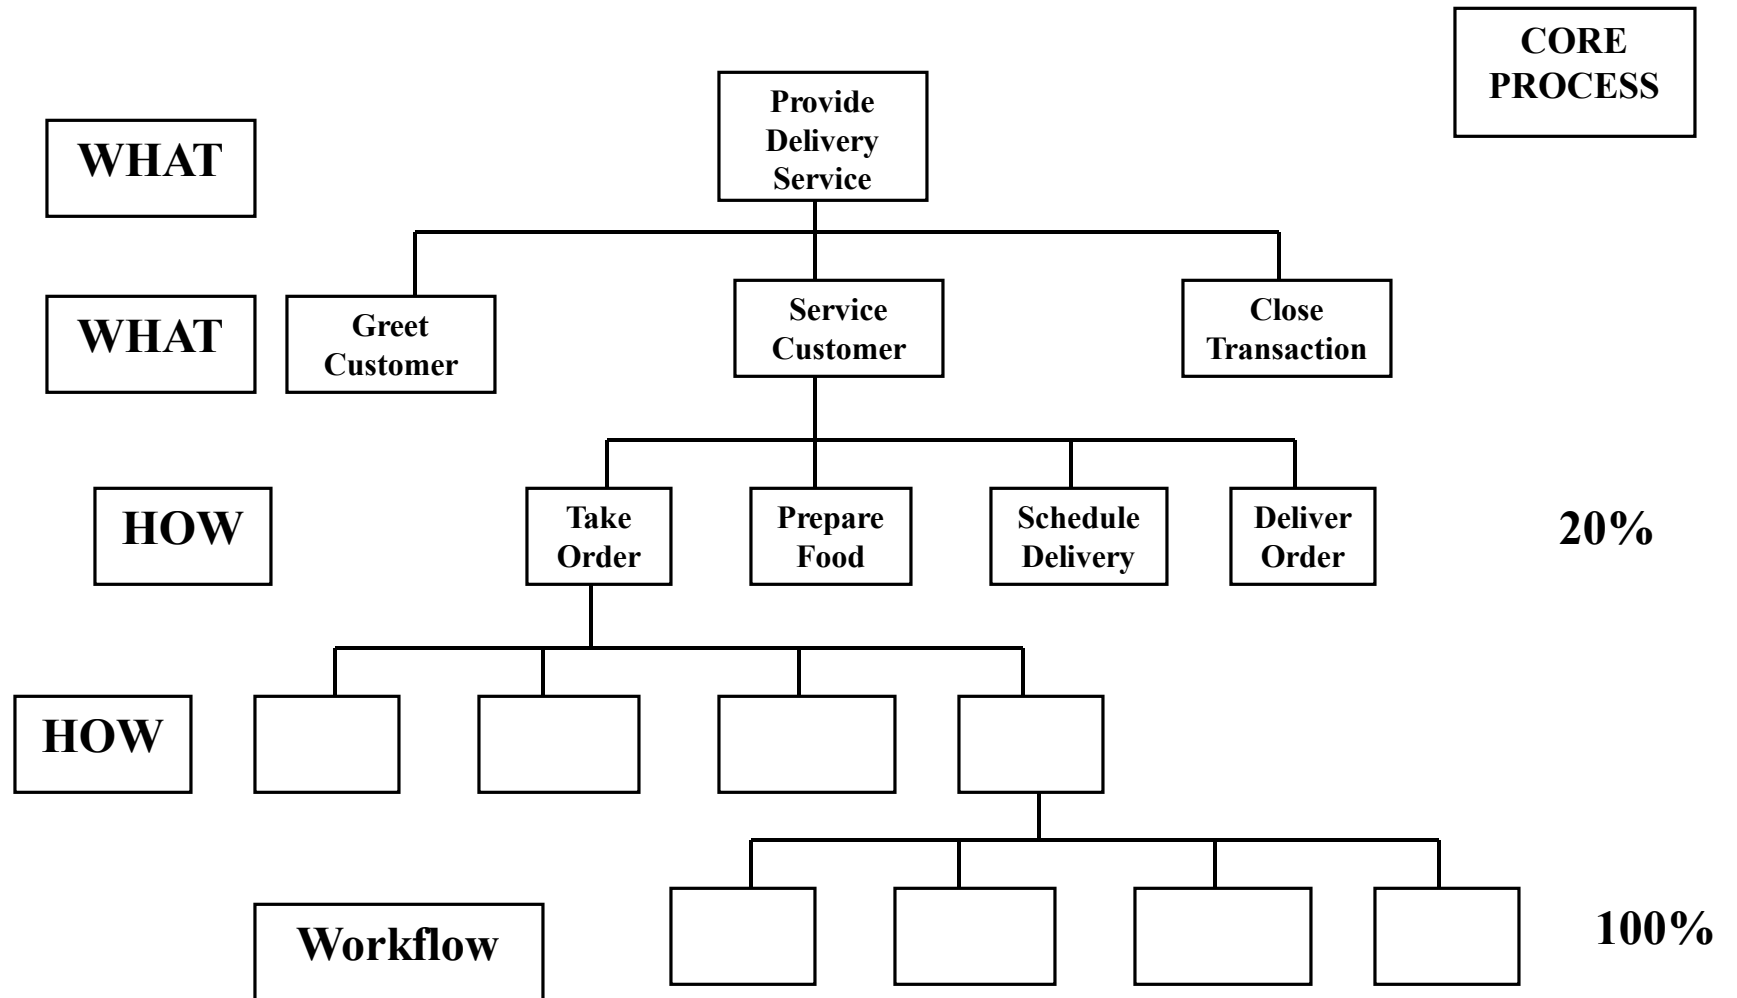 CORE
PROCESS
Provide
Delivery
Service
WHAT
WHAT
Greet
Customer
Service
Customer
Close
Transaction
HOW
Take
Order
Prepare
Food
Schedule
Delivery
Deliver
Order
20%
HOW
Workflow
100%